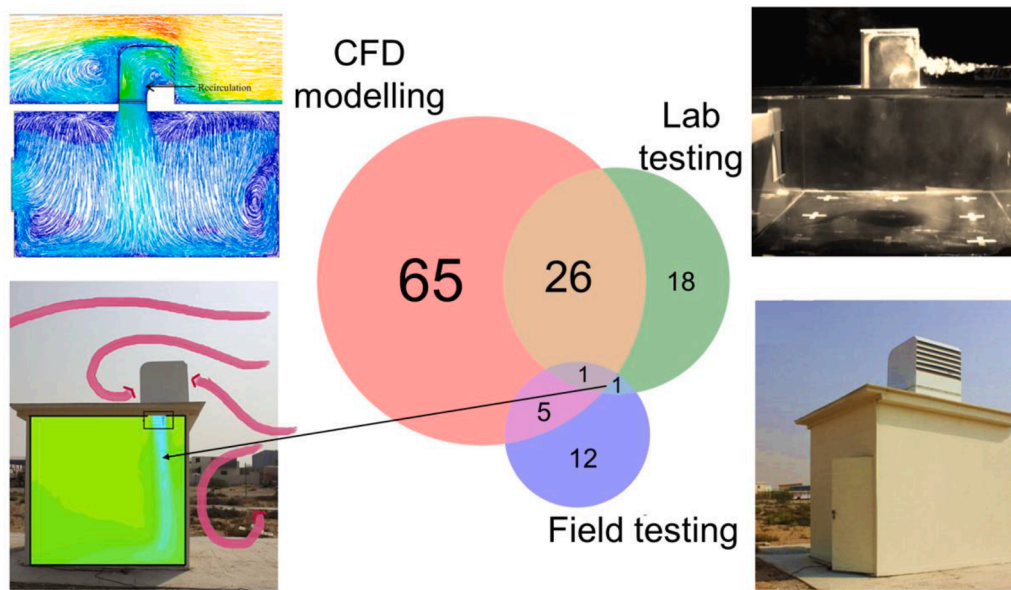 CFD
modelling
Recirculation
Lab
testing
65
26
18
1
1
5
12
Field testing